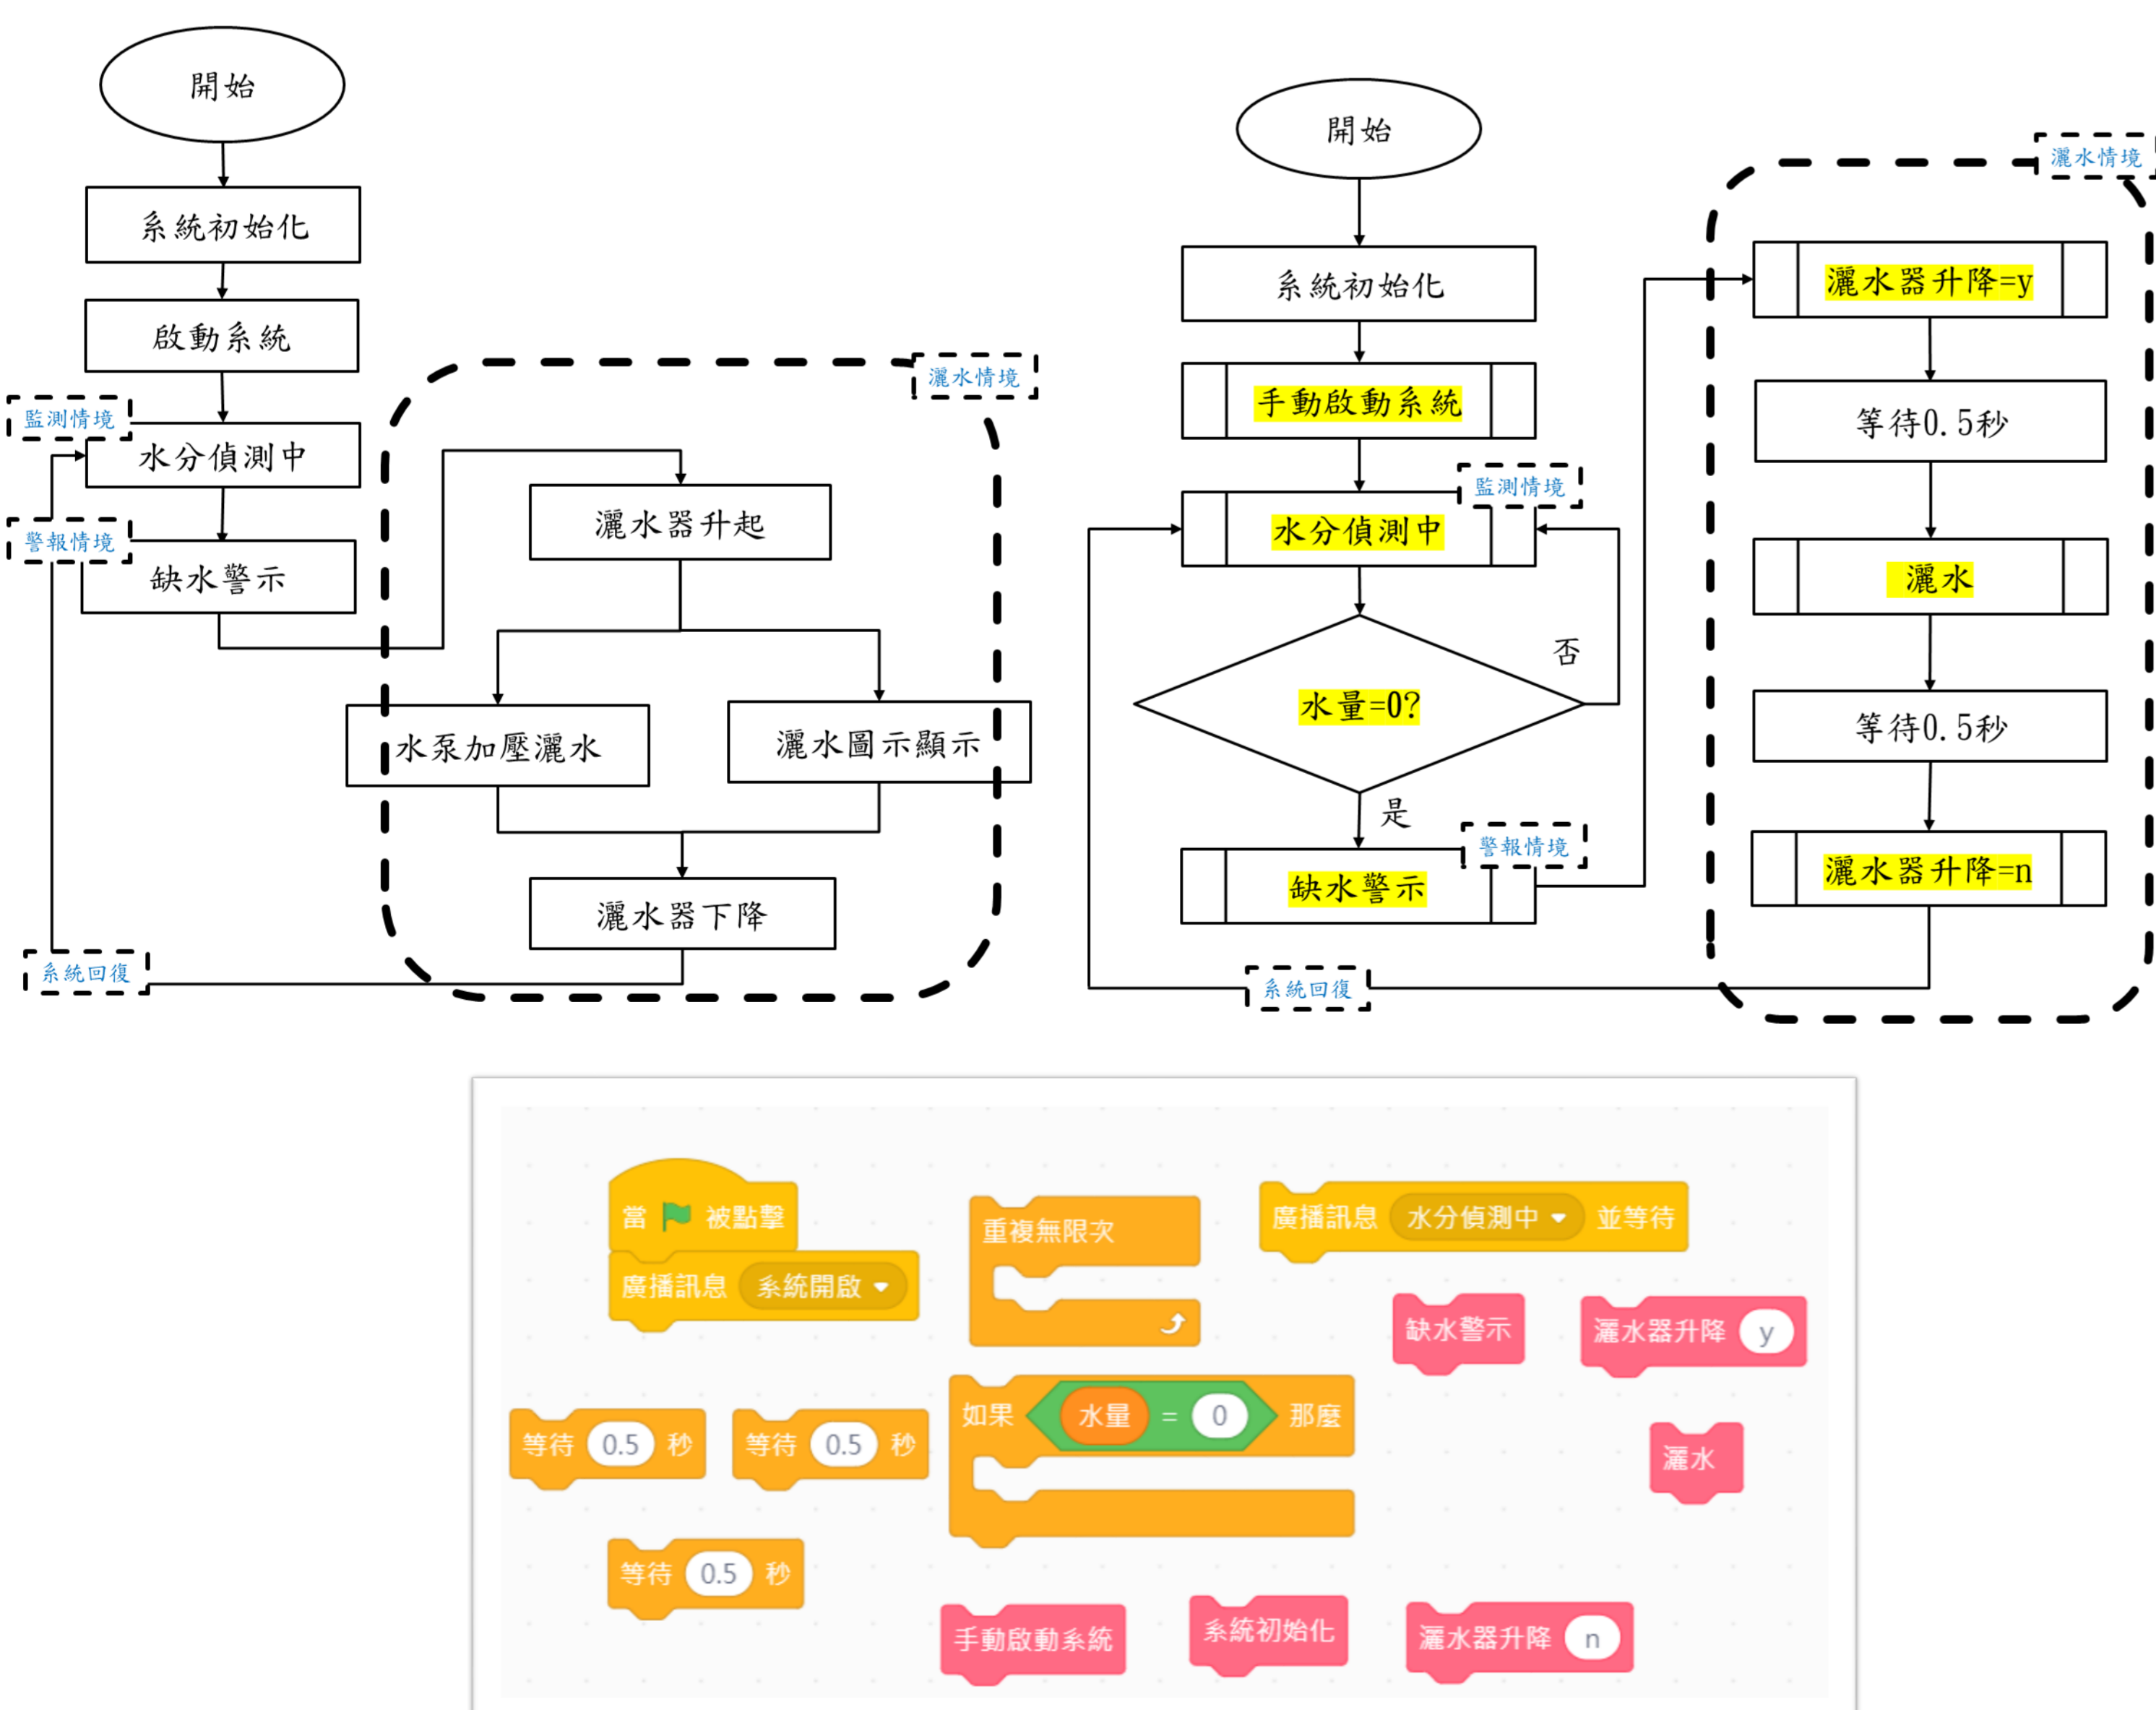 開始
系統初始化
啟動系統
監測情境
水分偵測中
警報情境
缺水警示
灑水情境
灑水器升起
水泵加壓灑水
灑水圖示顯示
灑水器下降
系統回復
開始
系統初始化
手動啟動系統
監測情境
水分偵測中
水量=0?
否
是
警報情境
缺水警示
系統回復
灑水情境
灑水器升降=y
等待0.5秒
灑水
等待0.5秒
灑水器升降=n
當 被點擊
廣播訊息 系統開啟
重複無限次
廣播訊息 水分偵測中 並等待
缺水警示
灑水器升降 y
等待 0.5 秒
等待 0.5 秒
如果 水量 = 0 那麼
灑水
等待 0.5 秒
手動啟動系統
系統初始化
灑水器升降 n